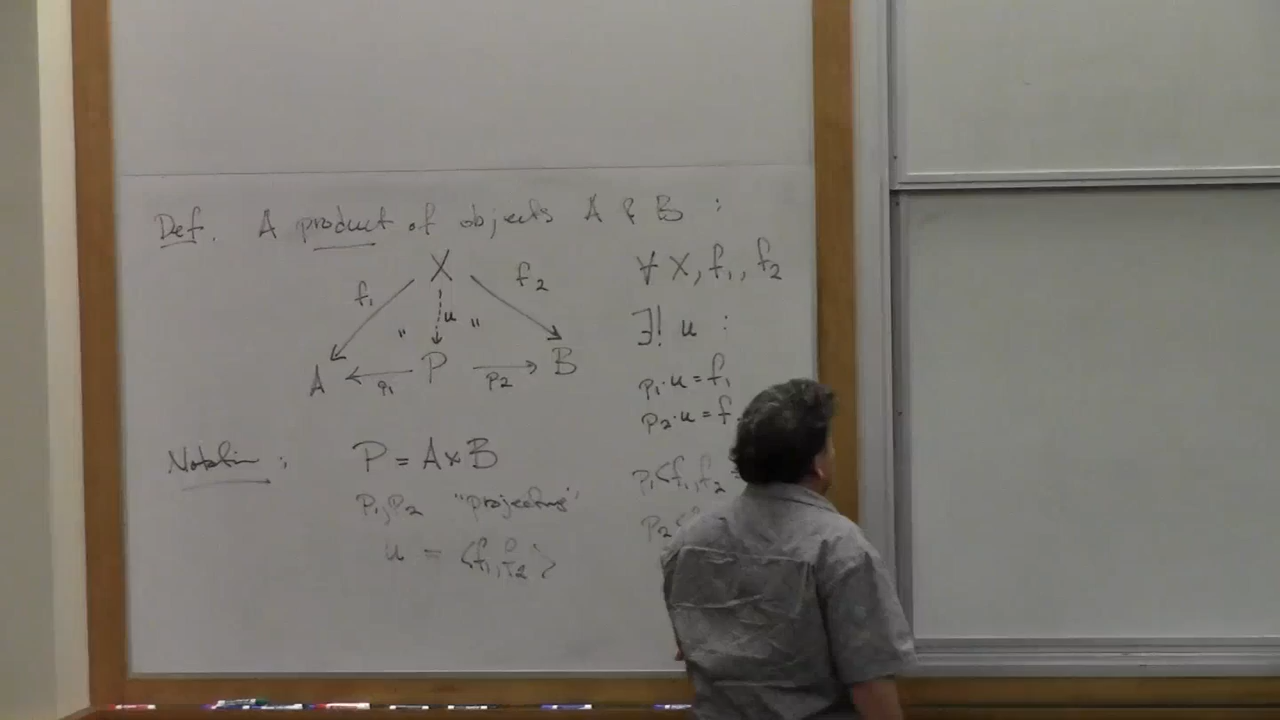 Def. A product of objects A & B :
X
f₁ f₂ ∀ X, f₁, f₂
u ∃! u :
" "
A p₁ P p₂ B
p₁·u = f₁
p₂·u = f
Notation : P = A×B
p₁, p₂ "projections"
p₁<f₁, f₂
u = <f₁, f₂>
p₂<